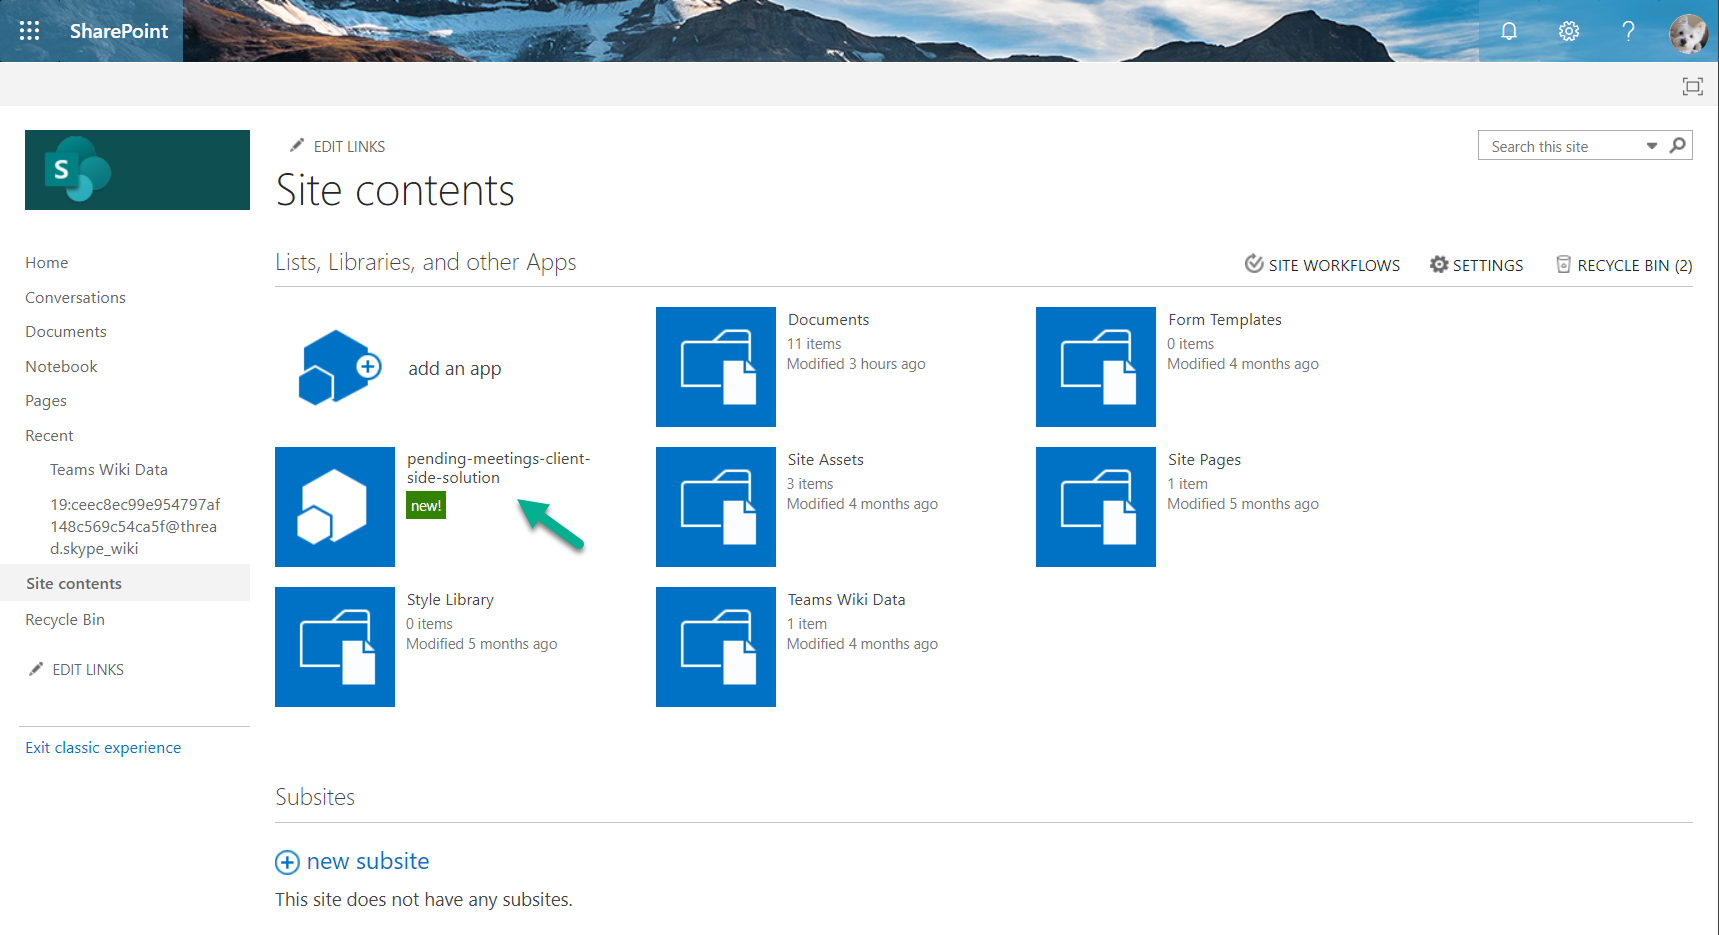 SharePoint
S
EDIT LINKS
Search this site
Site contents
Home
Conversations
Documents
Notebook
Pages
Recent
Teams Wiki Data
19:ceec8ec99e954797af
148c569c54ca5f@threa
d.skype_wiki
Site contents
Recycle Bin
EDIT LINKS
Exit classic experience
Lists, Libraries, and other Apps
SITE WORKFLOWS
SETTINGS
RECYCLE BIN (2)
add an app
Documents
11 items
Modified 3 hours ago
Form Templates
0 items
Modified 4 months ago
pending-meetings-client-
side-solution
new!
Site Assets
3 items
Modified 4 months ago
Site Pages
1 item
Modified 5 months ago
Style Library
0 items
Modified 5 months ago
Teams Wiki Data
1 item
Modified 4 months ago
Subsites
new subsite
This site does not have any subsites.